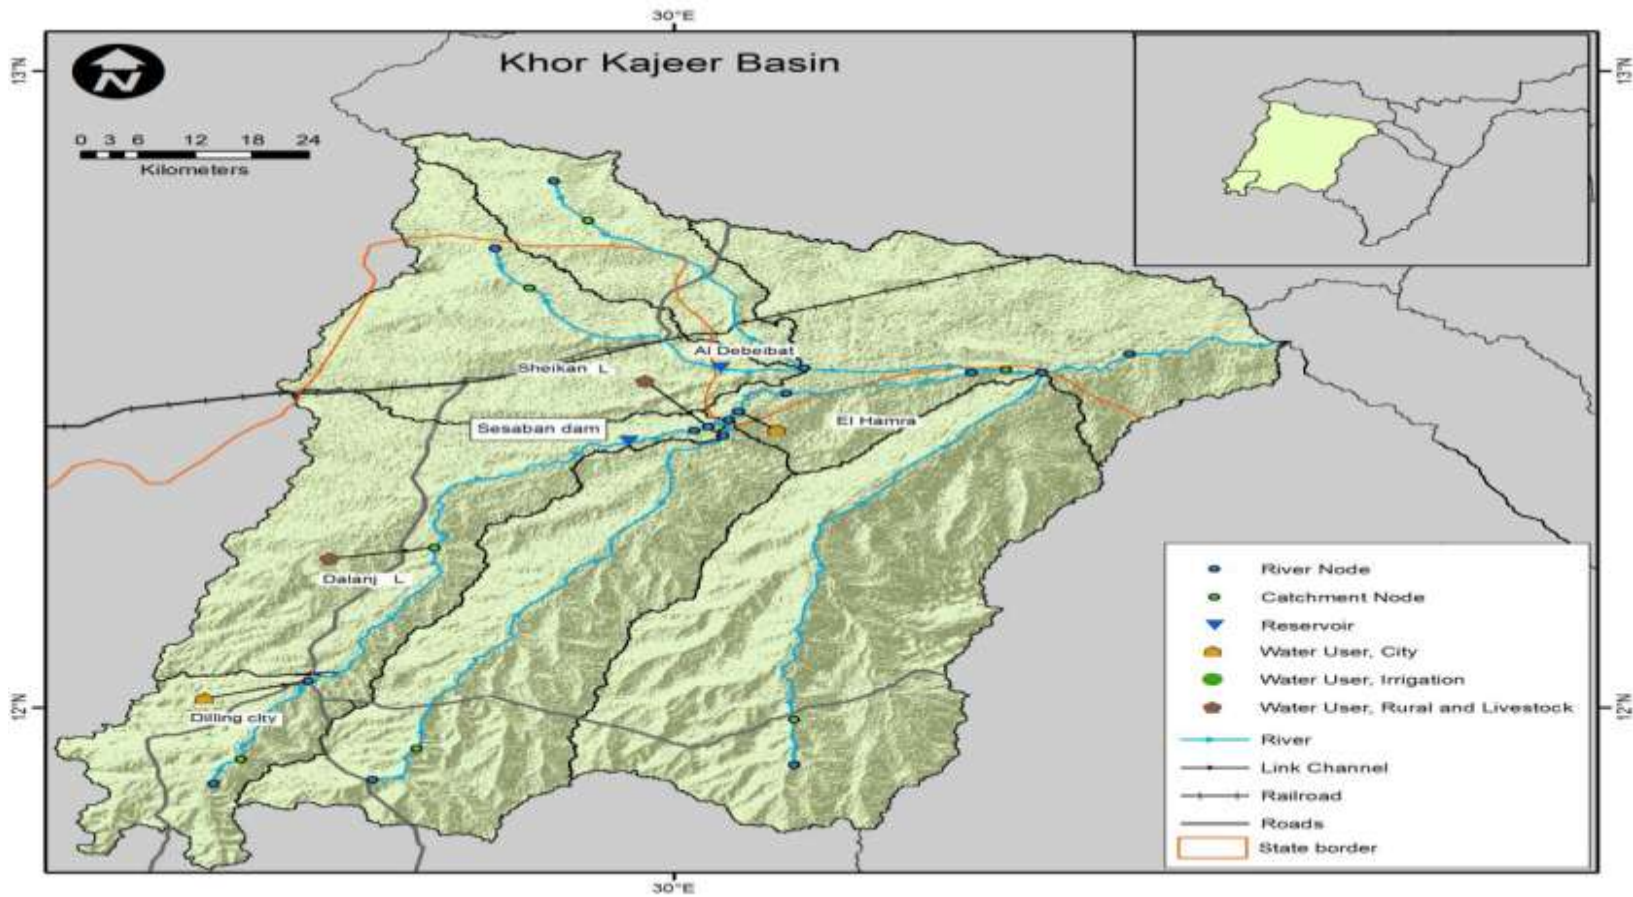 30°E
Khor Kajeer Basin
13°N
13°N
N
0 3 6 12 18 24
Kilometers
Al Debeibat
Sheikan L
Sesaban dam
El Hamra
Dalanj L
Dilling city
12°N
12°N
River Node
Catchment Node
Reservoir
Water User, City
Water User, Irrigation
Water User, Rural and Livestock
River
Link Channel
Railroad
Roads
State border
30°E